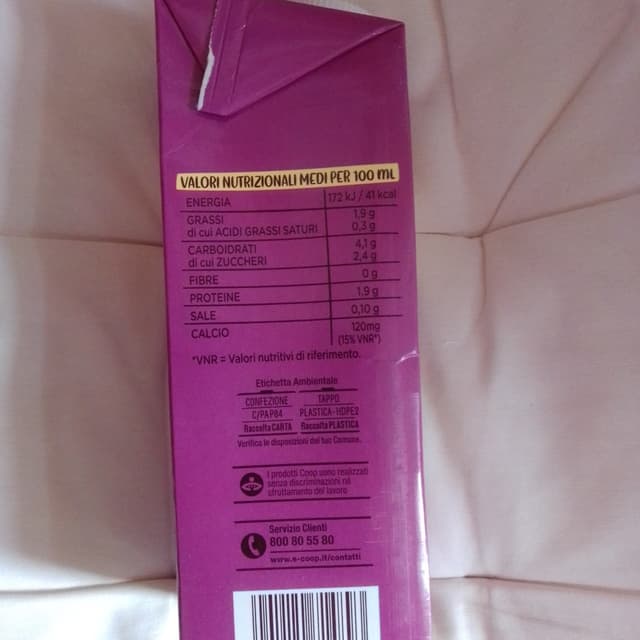 VALORI NUTRIZIONALI MEDI PER 100 mL
ENERGIA 172 kJ / 41 kcal
GRASSI 1,9 g
di cui ACIDI GRASSI SATURI 0,3 g
CARBOIDRATI 4,1 g
di cui ZUCCHERI 2,4 g
FIBRE 0 g
PROTEINE 1,9 g
SALE 0,10 g
CALCIO 120mg
(15% VNR*)
*VNR = Valori nutritivi di riferimento.
Etichetta Ambientale
CONFEZIONE TAPPO
C/PAP84 PLASTICA-HDPE2
Raccolta CARTA Raccolta PLASTICA
Verifica le disposizioni del tuo Comune.
I prodotti Coop sono realizzati
senza discriminazioni né
sfruttamento del lavoro
Servizio Clienti
800 80 55 80
www.e-coop.it/contatti